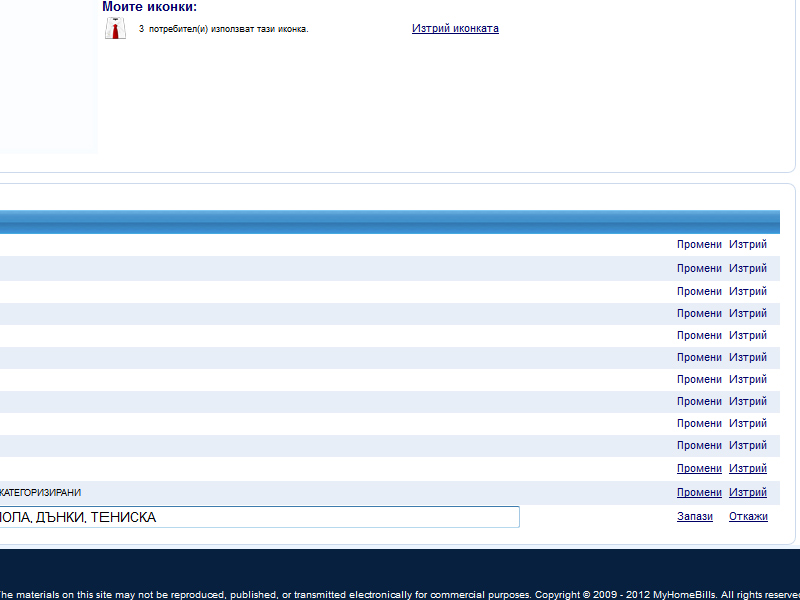 Моите иконки:
3 потребител(и) използват тази иконка. Изтрий иконката
Промени Изтрий
Промени Изтрий
Промени Изтрий
Промени Изтрий
Промени Изтрий
Промени Изтрий
Промени Изтрий
Промени Изтрий
Промени Изтрий
Промени Изтрий
Промени Изтрий
КАТЕГОРИЗИРАНИ Промени Изтрий
ПОЛА, ДЪНКИ, ТЕНИСКА Запази Откажи
The materials on this site may not be reproduced, published, or transmitted electronically for commercial purposes. Copyright © 2009 - 2012 MyHomeBills. All rights reserved